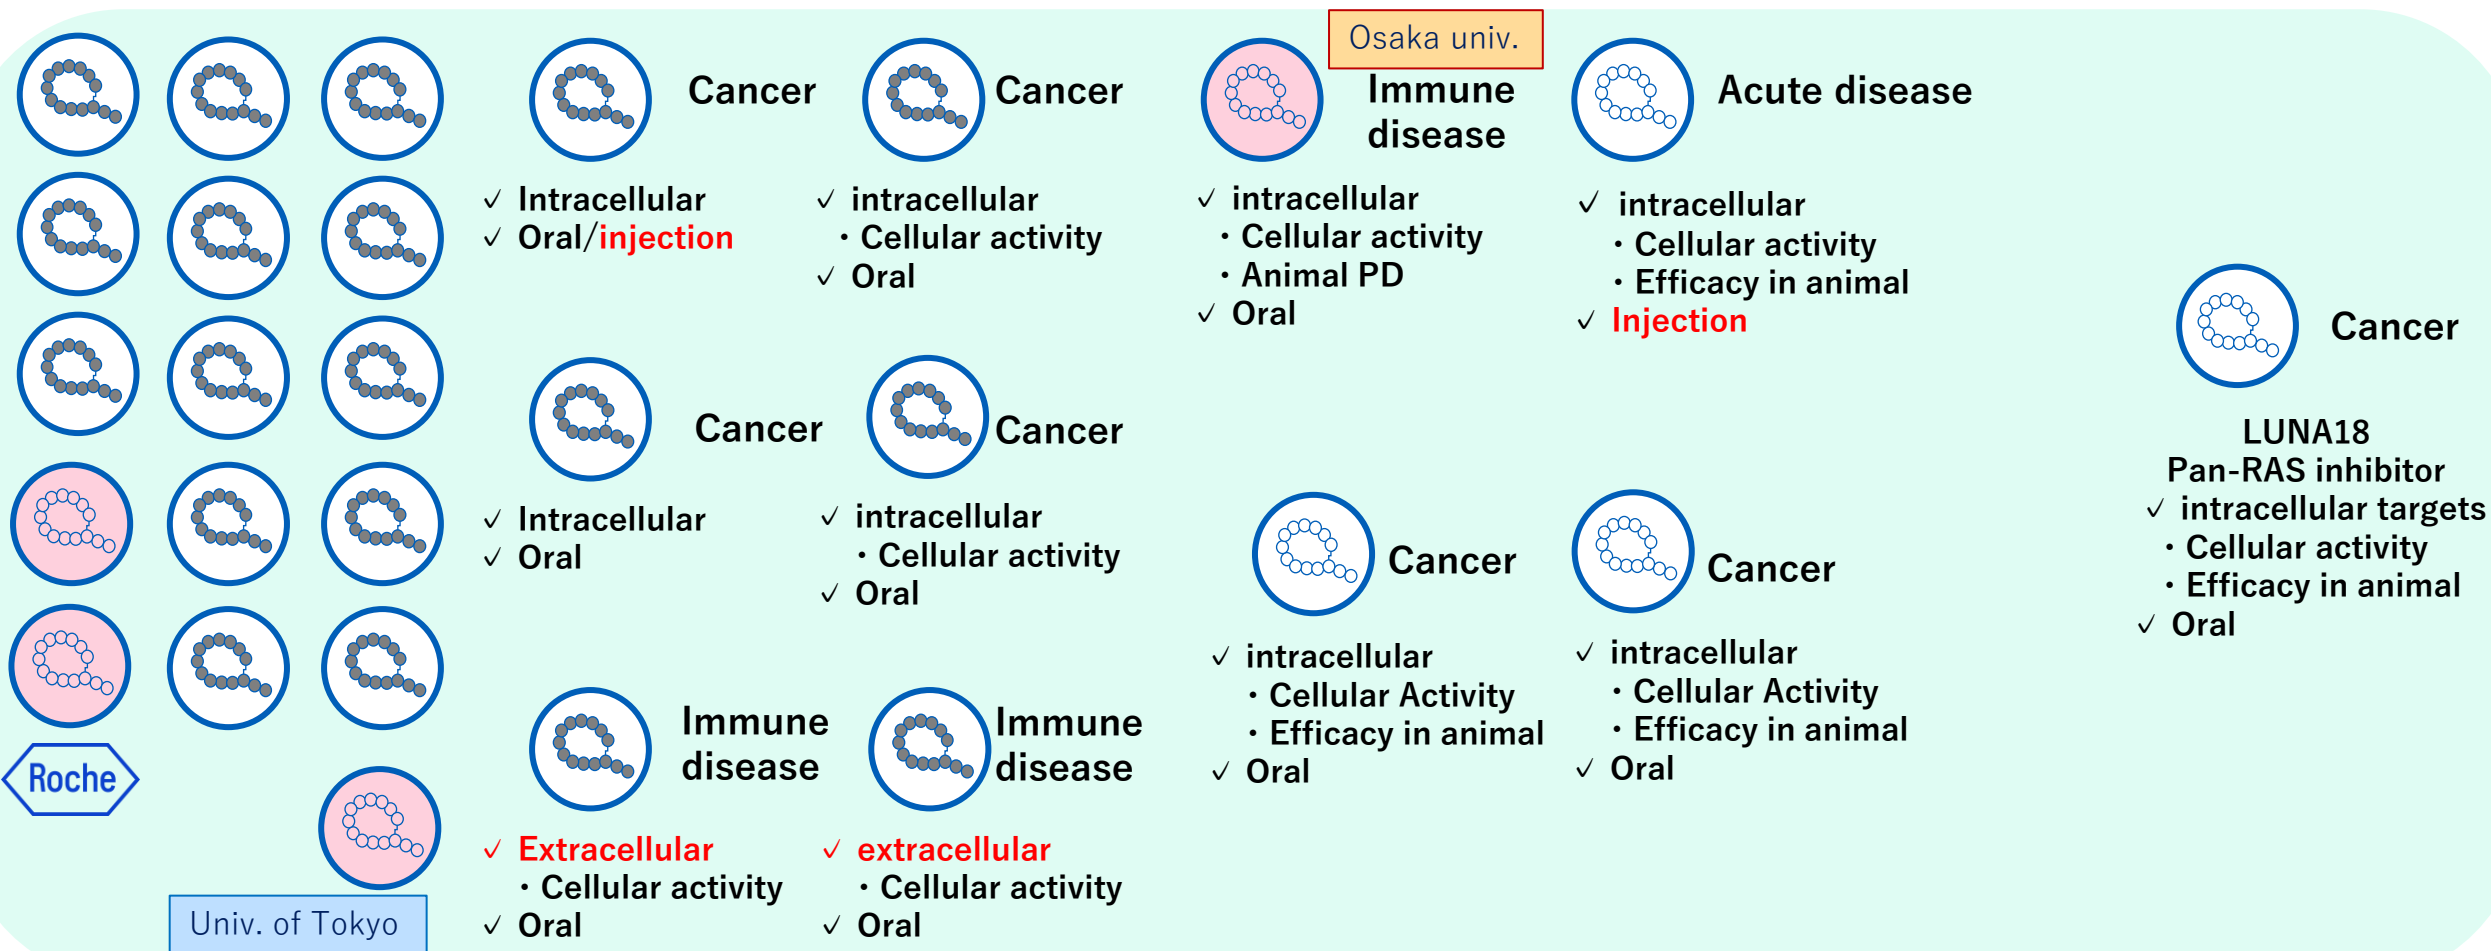 Osaka univ.
Cancer
✓ Intracellular
✓ Oral/injection
Cancer
✓ intracellular
・Cellular activity
✓ Oral
Immune
disease
✓ intracellular
・Cellular activity
・Animal PD
✓ Oral
Acute disease
✓ intracellular
・Cellular activity
・Efficacy in animal
✓ Injection
Cancer
✓ Intracellular
✓ Oral
Cancer
✓ intracellular
・Cellular activity
✓ Oral
Cancer
✓ intracellular
・Cellular Activity
・Efficacy in animal
✓ Oral
Cancer
✓ intracellular
・Cellular Activity
・Efficacy in animal
✓ Oral
Cancer
LUNA18
Pan-RAS inhibitor
✓ intracellular targets
・Cellular activity
・Efficacy in animal
✓ Oral
Immune
disease
✓ Extracellular
・Cellular activity
✓ Oral
Immune
disease
✓ extracellular
・Cellular activity
✓ Oral
Roche
Univ. of Tokyo